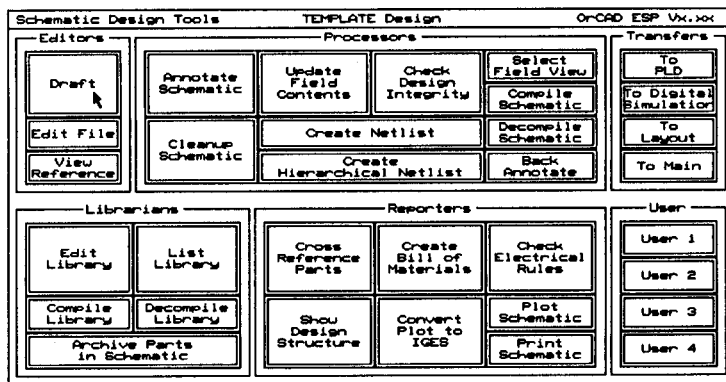 Schematic Design Tools TEMPLATE Design OrCAD ESP Vx.xx
Editors
Draft
Edit File
View
Reference
Processors
Annotate
Schematic
Update
Field
Contents
Check
Design
Integrity
Select
Field View
Compile
Schematic
Cleanup
Schematic
Create Netlist
Decompile
Schematic
Create
Hierarchical Netlist
Back
Annotate
Transfers
To
PLD
To Digital
Simulation
To
Layout
To Main
Librarians
Edit
Library
List
Library
Compile
Library
Decompile
Library
Archive Parts
in Schematic
Reporters
Cross
Reference
Parts
Create
Bill of
Materials
Check
Electrical
Rules
Show
Design
Structure
Convert
Plot to
IGES
Plot
Schematic
Print
Schematic
User
User 1
User 2
User 3
User 4